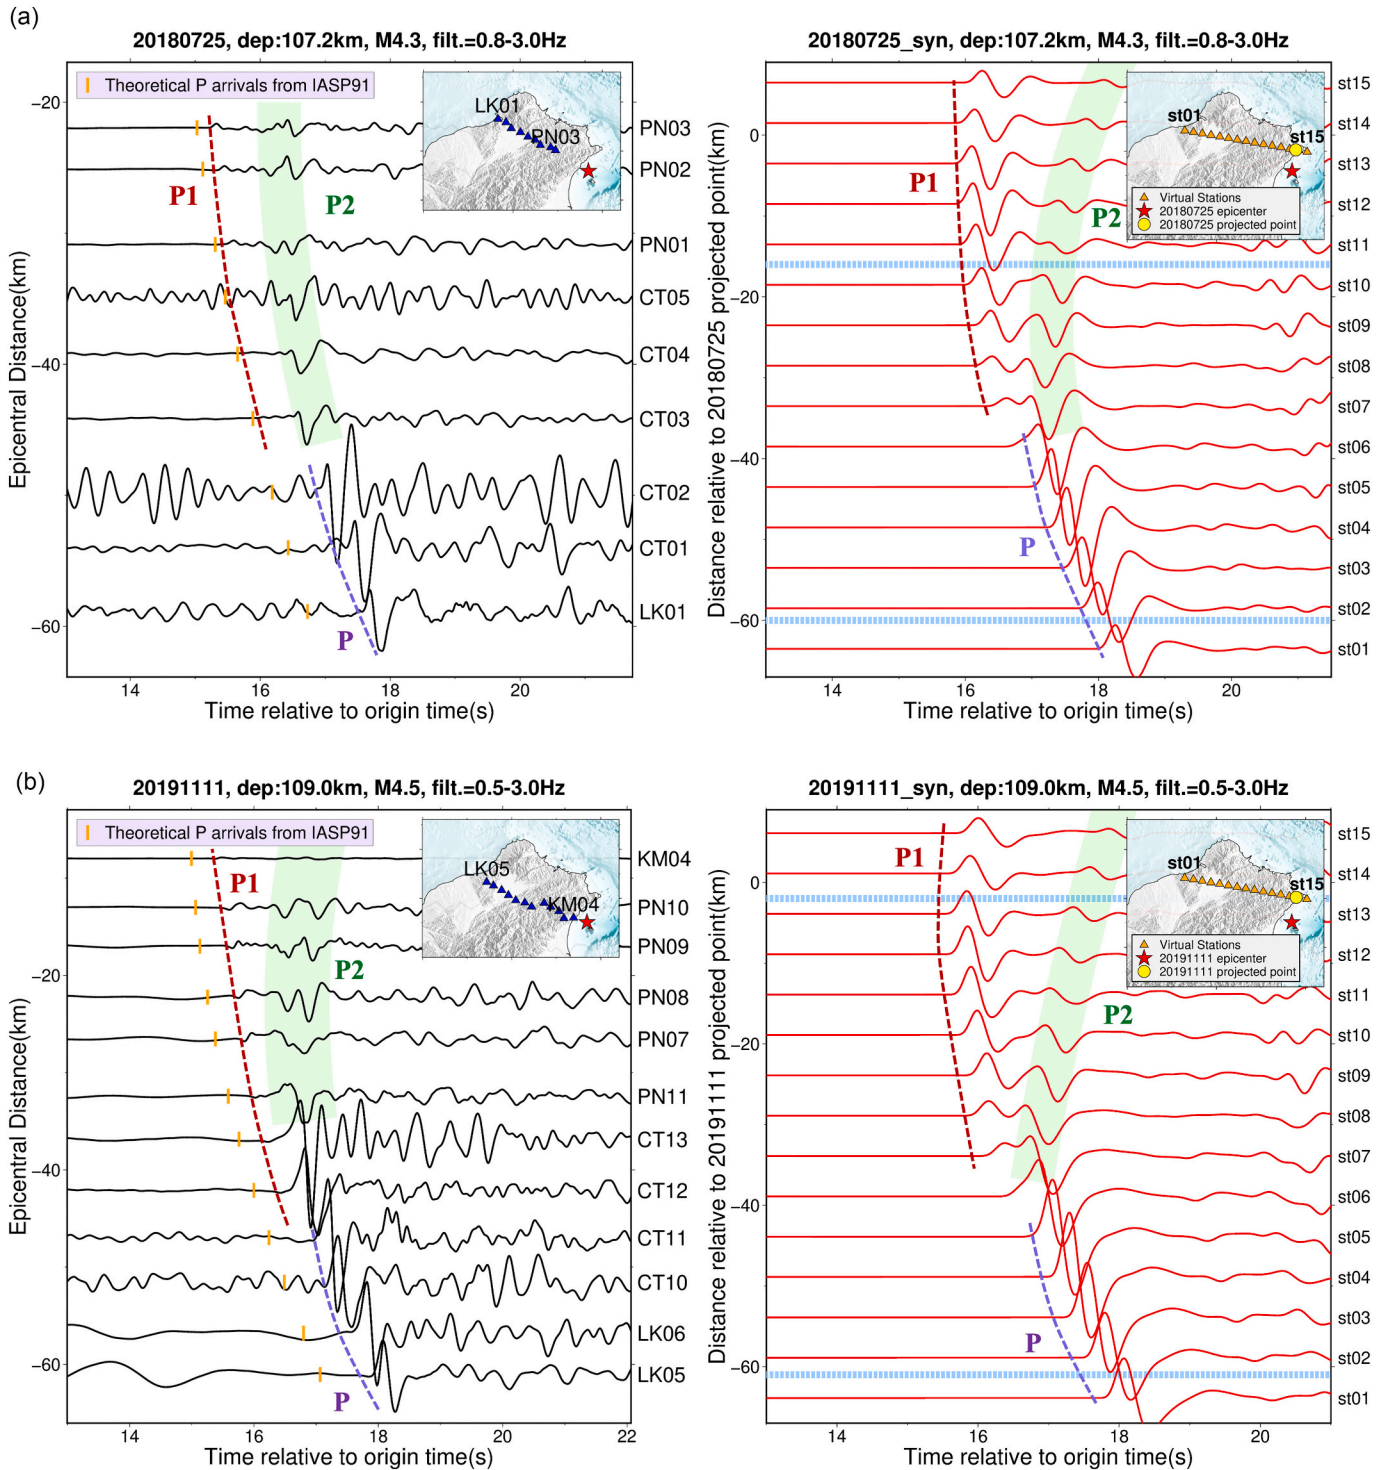 (a)
20180725, dep:107.2km, M4.3, filt.=0.8-3.0Hz
Theoretical P arrivals from IASP91
LK01
PN03
P1
P2
P
PN03
PN02
PN01
CT05
CT04
CT03
CT02
CT01
LK01
−20
−40
−60
Epicentral Distance(km)
14 16 18 20
Time relative to origin time(s)
20180725_syn, dep:107.2km, M4.3, filt.=0.8-3.0Hz
st01
st15
Virtual Stations
20180725 epicenter
20180725 projected point
P1
P2
P
st15
st14
st13
st12
st11
st10
st09
st08
st07
st06
st05
st04
st03
st02
st01
0
−20
−40
−60
Distance relative to 20180725 projected point(km)
14 16 18 20
Time relative to origin time(s)
(b)
20191111, dep:109.0km, M4.5, filt.=0.5-3.0Hz
Theoretical P arrivals from IASP91
LK05
KM04
P1
P2
P
KM04
PN10
PN09
PN08
PN07
PN11
CT13
CT12
CT11
CT10
LK06
LK05
−20
−40
−60
Epicentral Distance(km)
14 16 18 20 22
Time relative to origin time(s)
20191111_syn, dep:109.0km, M4.5, filt.=0.5-3.0Hz
st01
st15
Virtual Stations
20191111 epicenter
20191111 projected point
P1
P2
P
st15
st14
st13
st12
st11
st10
st09
st08
st07
st06
st05
st04
st03
st02
st01
0
−20
−40
−60
Distance relative to 20191111 projected point(km)
14 16 18 20
Time relative to origin time(s)